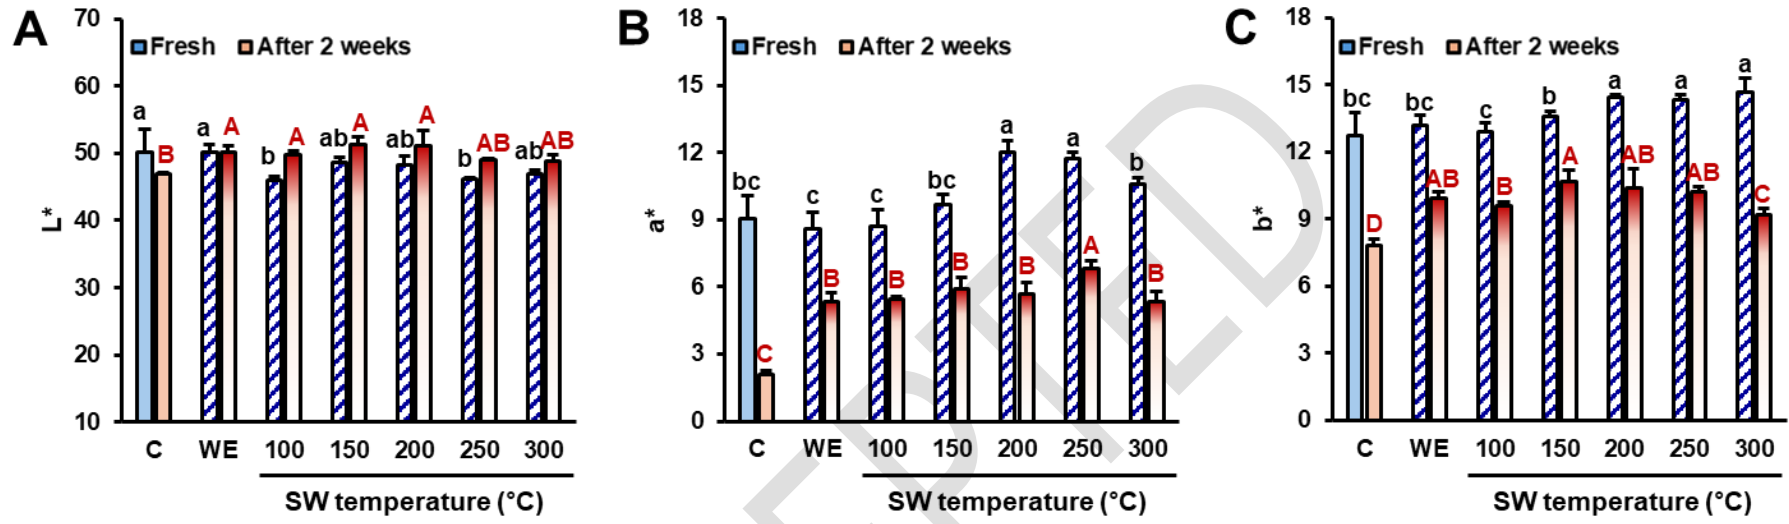 A
70
60
50
40
30
20
10
L*
Fresh After 2 weeks
a B a A b A ab A ab A b AB ab AB
C WE 100 150 200 250 300
SW temperature (°C)
B
18
15
12
9
6
3
0
a*
Fresh After 2 weeks
bc C c B c B bc B a B a A b B
C WE 100 150 200 250 300
SW temperature (°C)
C
18
15
12
9
6
3
0
b*
Fresh After 2 weeks
bc D bc AB c B b A a AB a AB a C
C WE 100 150 200 250 300
SW temperature (°C)
PTED